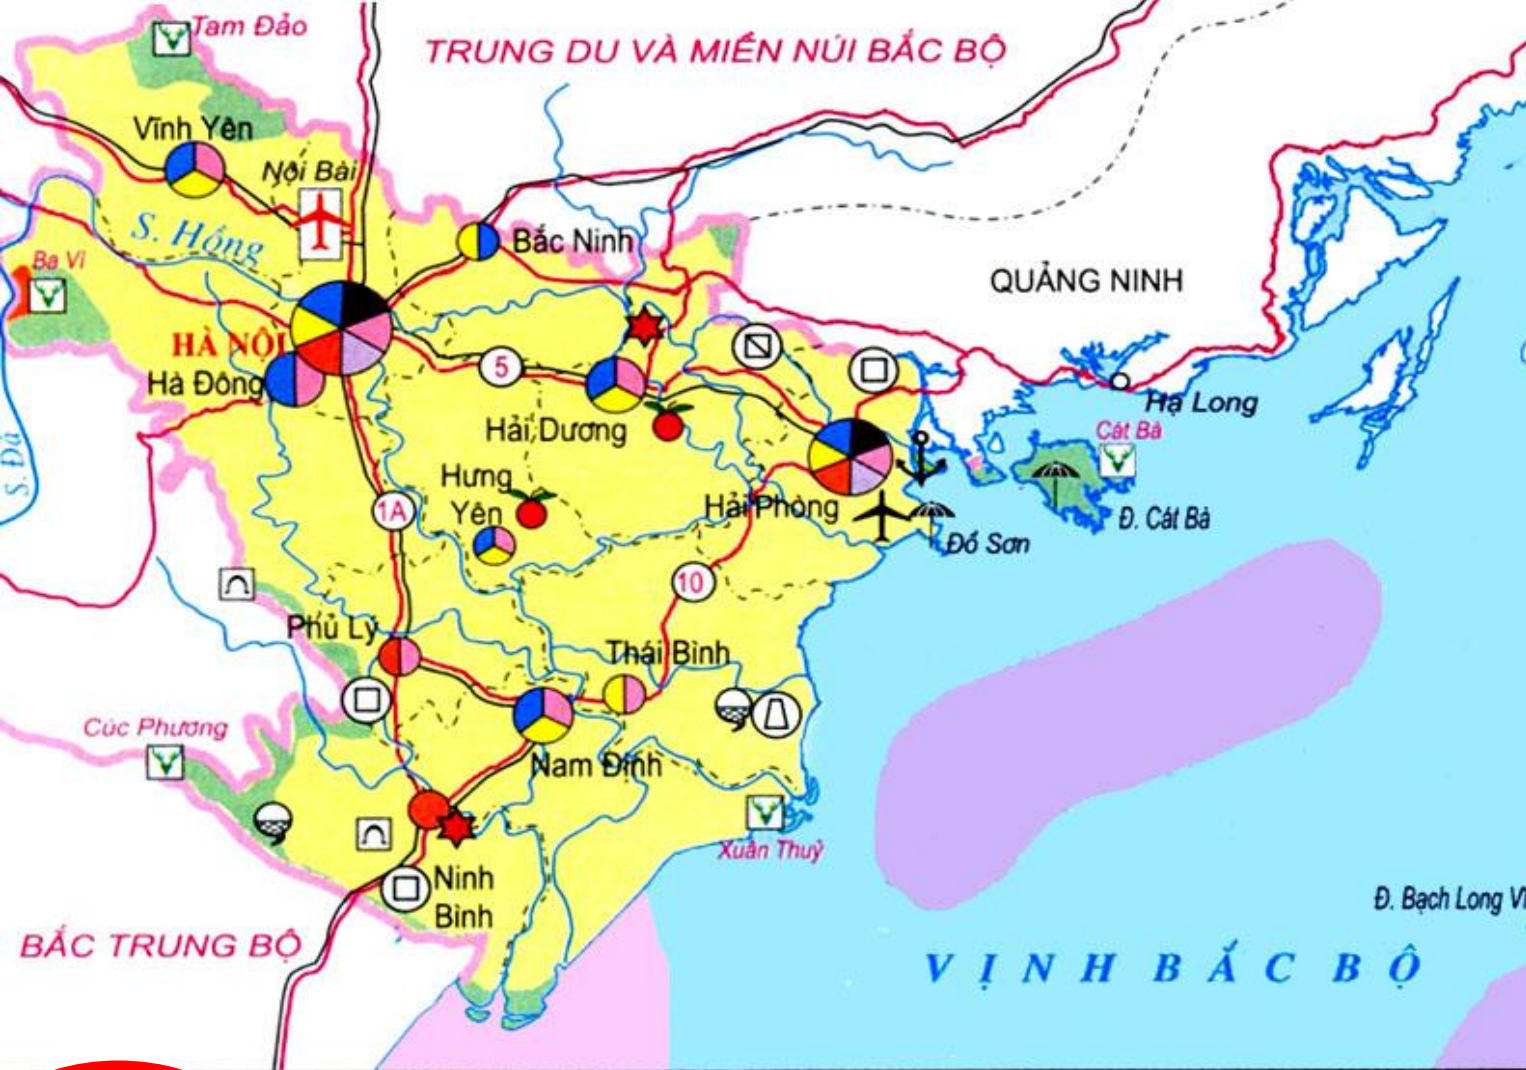 Tam Đảo
TRUNG DU VÀ MIỀN NÚI BẮC BỘ
Vĩnh Yên
Nội Bài
S. Hồng
Bắc Ninh
Ba Vì
QUẢNG NINH
HÀ NỘI
Hà Đông
5
Hạ Long
Hải Dương
Cát Bà
S. Đà
Hưng
Yên
1A
Hải Phòng
Đ. Cát Bà
Đồ Sơn
10
Phủ Lý
Thái Bình
Cúc Phương
Nam Định
Xuân Thuỷ
Ninh
Bình
Đ. Bạch Long V
BẮC TRUNG BỘ
VỊNH BẮC BỘ